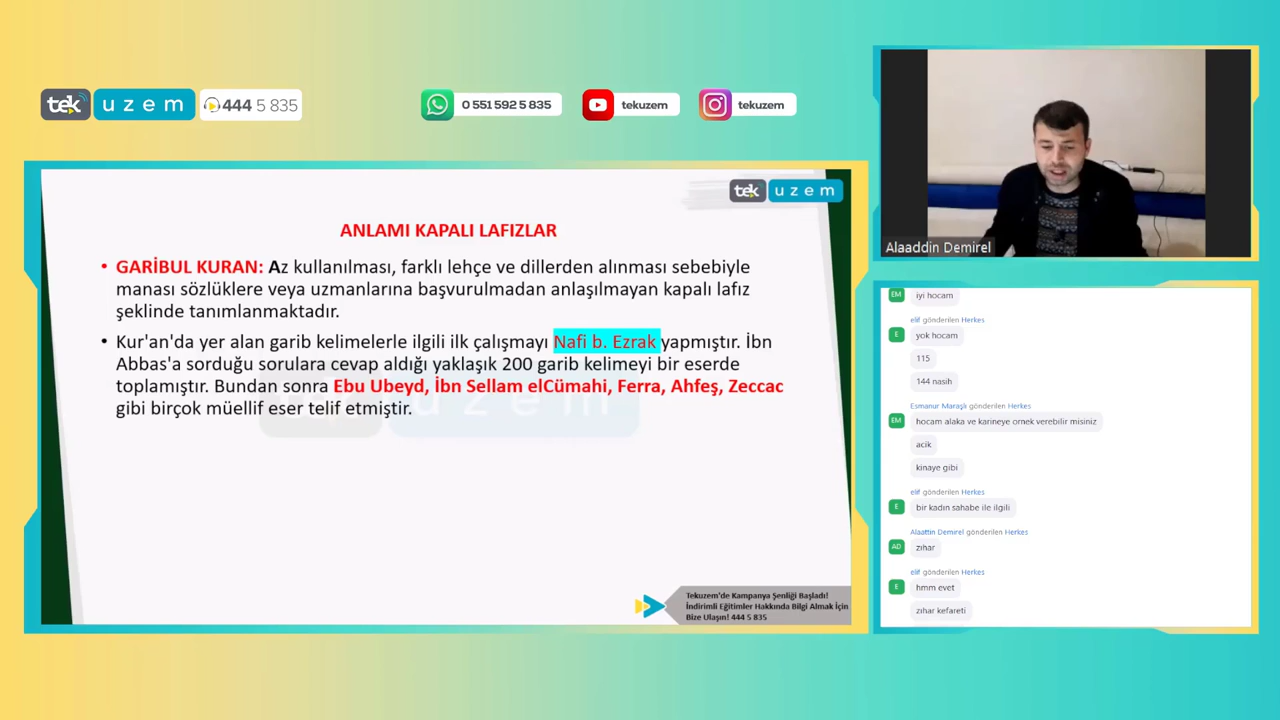 tek uzem 444 5 835
0 551 592 5 835
tekuzem
tekuzem
tek uzem
ANLAMI KAPALI LAFIZLAR
• GARİBUL KURAN: Az kullanılması, farklı lehçe ve dillerden alınması sebebiyle
manası sözlüklere veya uzmanlarına başvurulmadan anlaşılmayan kapalı lafız
şeklinde tanımlanmaktadır.
• Kur'an'da yer alan garib kelimelerle ilgili ilk çalışmayı Nafi b. Ezrak yapmıştır. İbn
Abbas'a sorduğu sorulara cevap aldığı yaklaşık 200 garib kelimeyi bir eserde
toplamıştır. Bundan sonra Ebu Ubeyd, İbn Sellam elCümahi, Ferra, Ahfeş, Zeccac
gibi birçok müellif eser telif etmiştir.
Tekuzem'de Kampanya Şenliği Başladı!
İndirimli Eğitimler Hakkında Bilgi Almak İçin
Bize Ulaşın! 444 5 835
Alaaddin Demirel
EM iyi hocam
elif gönderilen Herkes
E yok hocam
115
144 nasıh
Esmanur Maraşlı gönderilen Herkes
EM hocam alaka ve karineye ornek verebilir misiniz
acik
kinaye gibi
elif gönderilen Herkes
E bir kadın sahabe ile ilgili
Alaattin Demirel gönderilen Herkes
AD zıhar
elif gönderilen Herkes
E hmm evet
zıhar kefareti